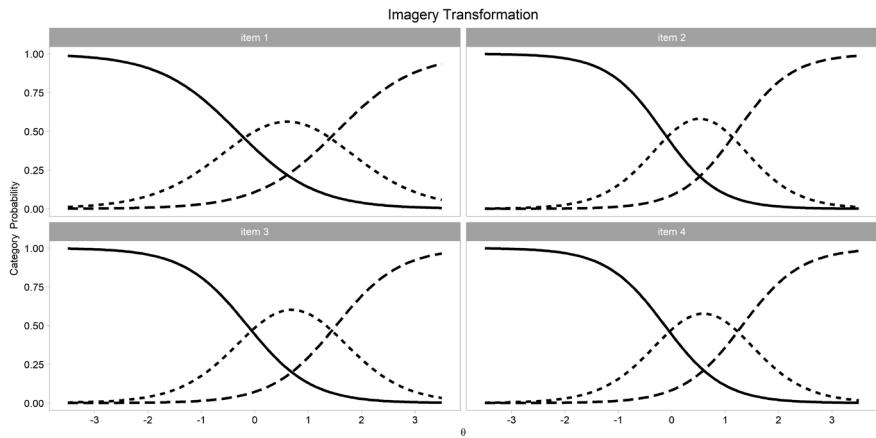 Imagery Transformation
item 1
item 2
1.00
0.75
0.50
0.25
0.00
item 3
item 4
1.00
0.75
0.50
0.25
0.00
Category Probability
-3 -2 -1 0 1 2 3
-3 -2 -1 0 1 2 3
θ